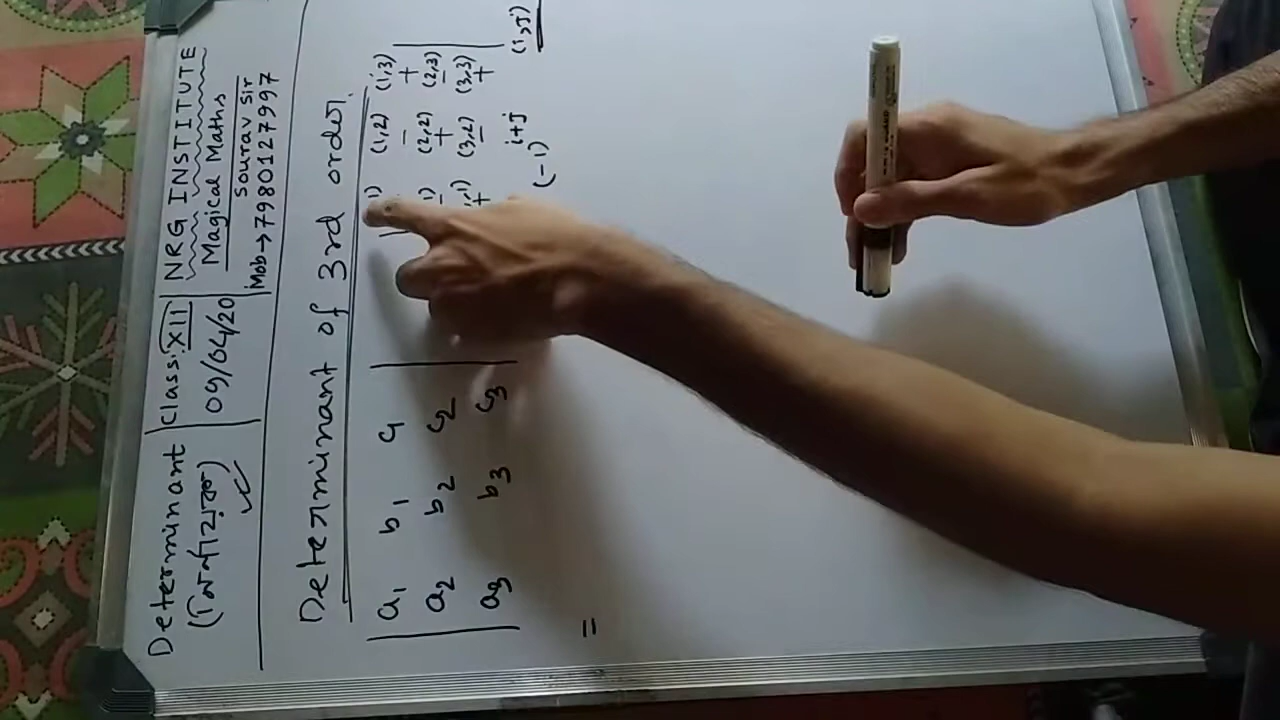 Determinant
(নির্ণায়ক)
Class: XII
09/04/20
NRG INSTITUTE
Magical Maths
Sourav Sir
Mob→7980127997
Determinant of 3rd order.
a1 b1 c1
a2 b2 c2
a3 b3 c3
(1,2) (1,3)
- +
(2,2) (2,3)
- + -
(3,2) (3,3)
+ - +
(-1)^i+j
(i,j)
=